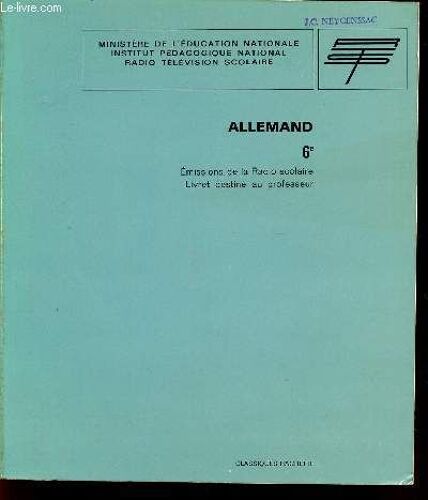 Le-livre.com
J.C. NEYCENSSAC
MINISTÈRE DE L'ÉDUCATION NATIONALE
INSTITUT PÉDAGOGIQUE NATIONAL
RADIO TÉLÉVISION SCOLAIRE
ALLEMAND
6e
Émissions de la Radio scolaire
Livret destiné au professeur
CLASSIQUES HACHETTE